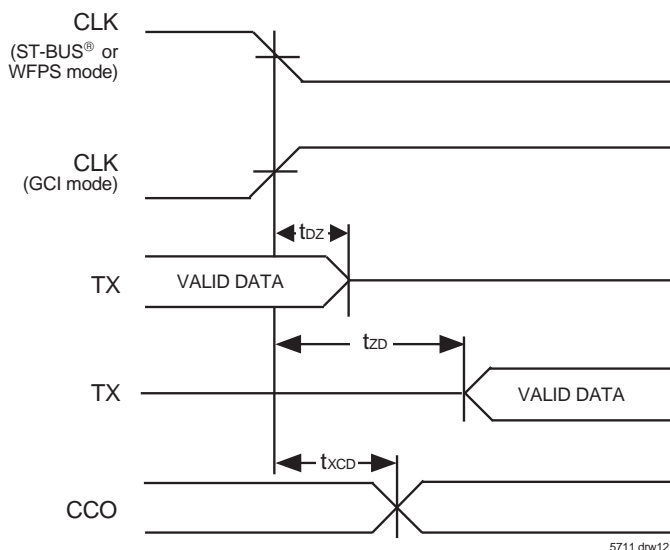 CLK
(ST-BUS® or
WFPS mode)
CLK
(GCI mode)
tDZ
TX
VALID DATA
tZD
TX
VALID DATA
tXCD
CCO
5711 drw12